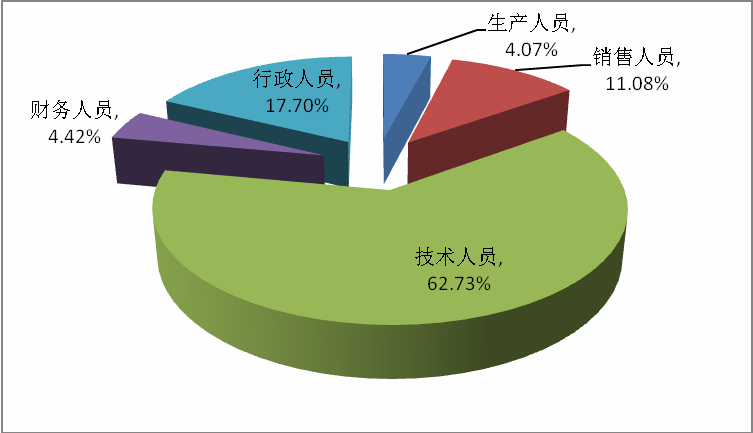 生产人员,
4.07%
销售人员,
11.08%
技术人员,
62.73%
财务人员,
4.42%
行政人员,
17.70%